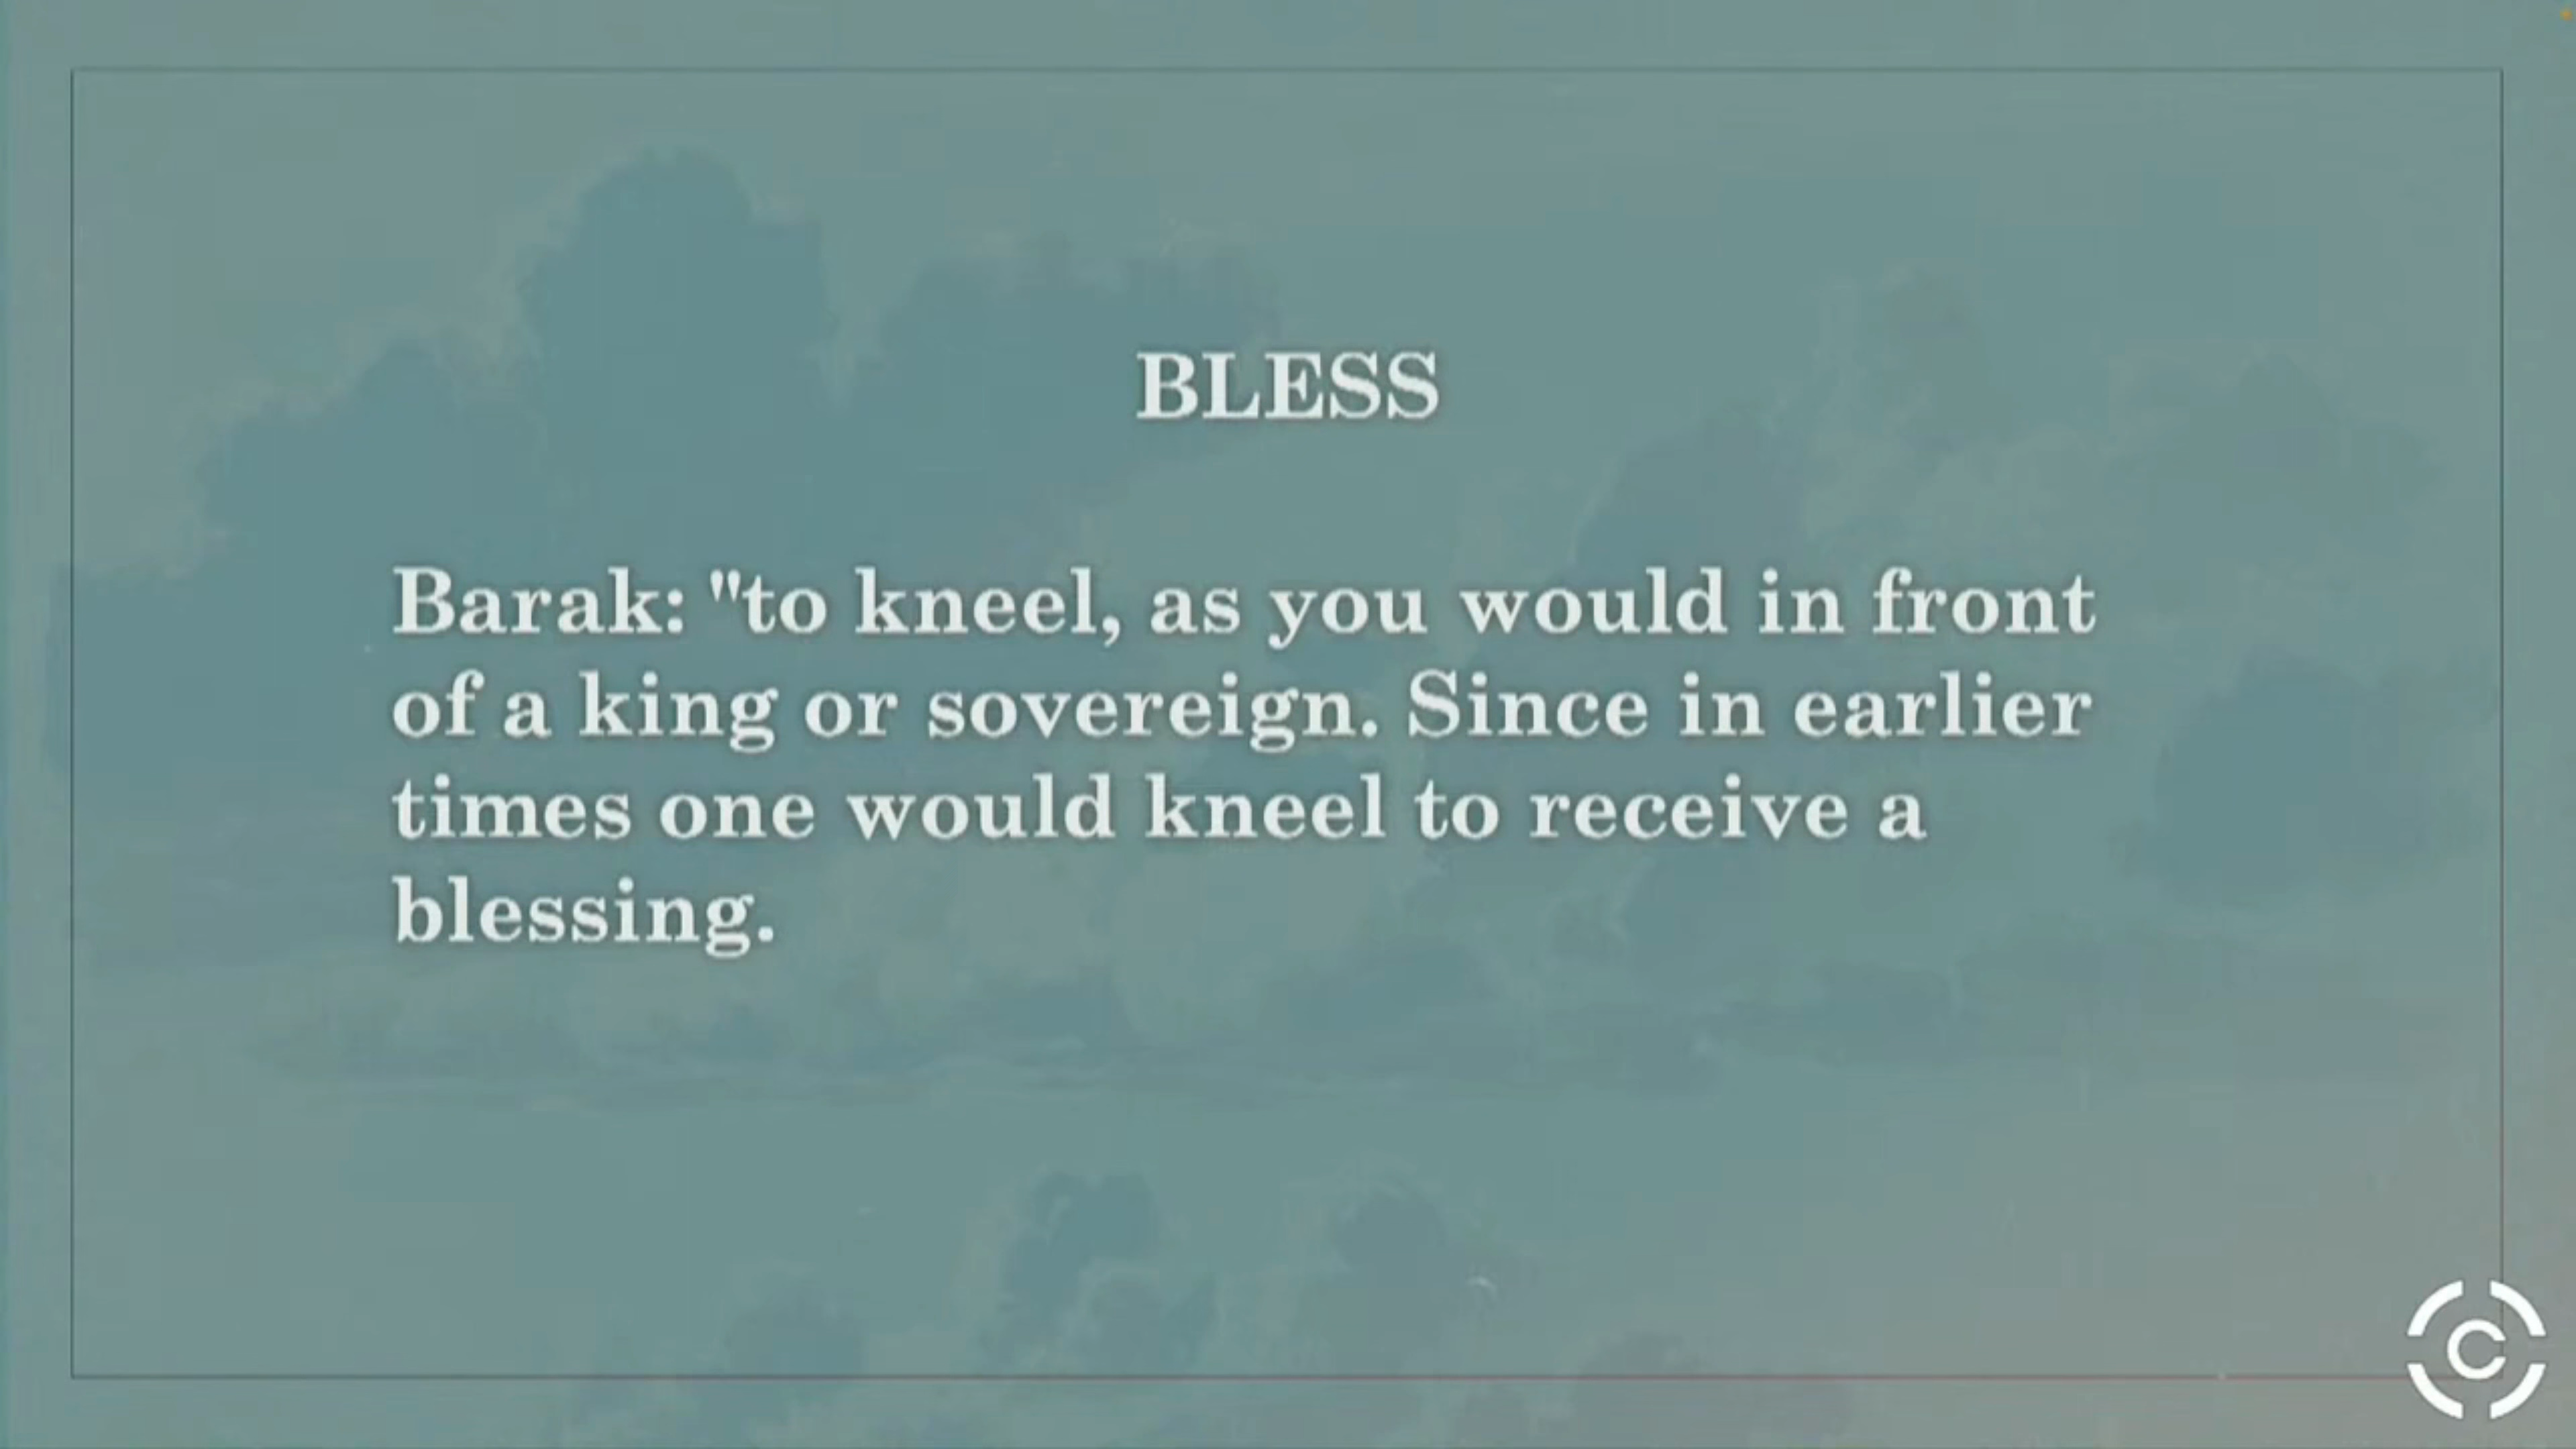 BLESS
Barak: "to kneel, as you would in front
of a king or sovereign. Since in earlier
times one would kneel to receive a
blessing.
C